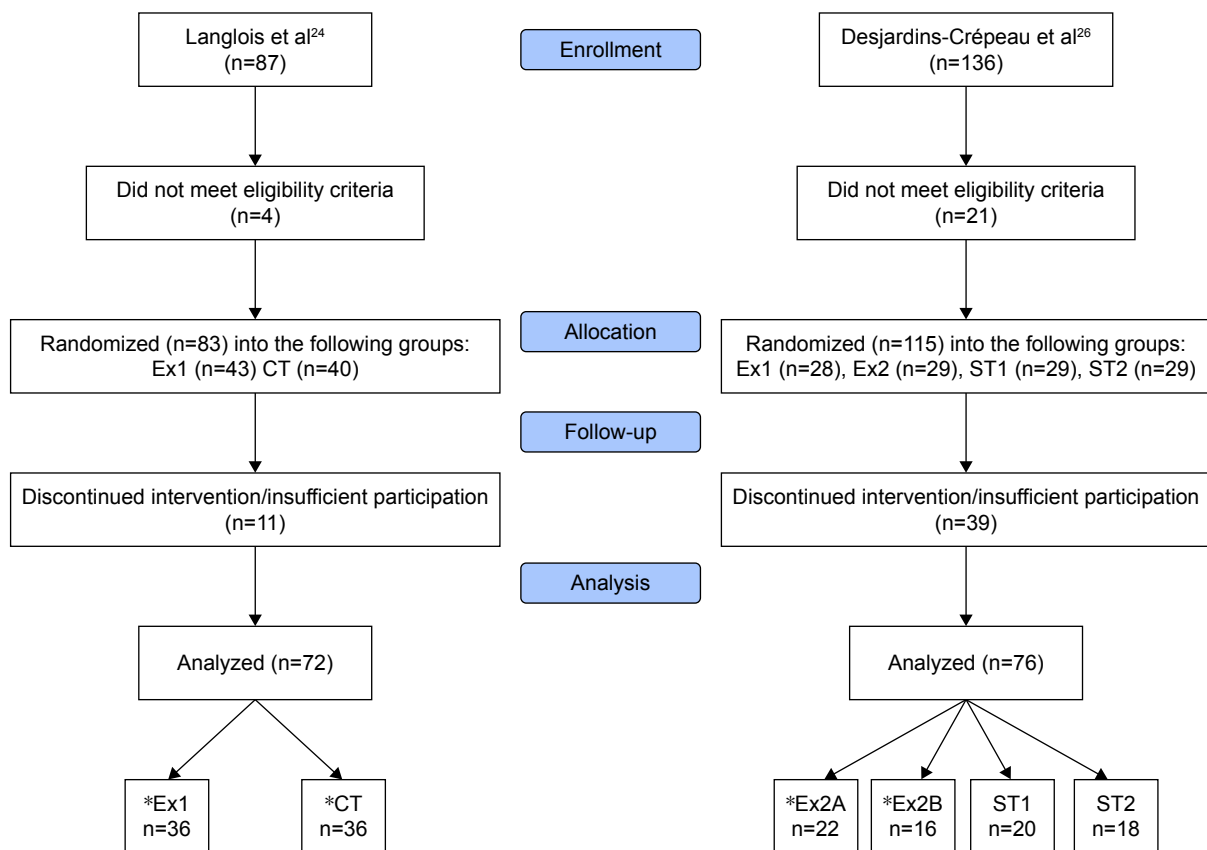 Langlois et al24
(n=87)
Enrollment
Desjardins-Crépeau et al26
(n=136)
Did not meet eligibility criteria
(n=4)
Did not meet eligibility criteria
(n=21)
Randomized (n=83) into the following groups:
Ex1 (n=43) CT (n=40)
Allocation
Randomized (n=115) into the following groups:
Ex1 (n=28), Ex2 (n=29), ST1 (n=29), ST2 (n=29)
Follow-up
Discontinued intervention/insufficient participation
(n=11)
Discontinued intervention/insufficient participation
(n=39)
Analysis
Analyzed (n=72)
Analyzed (n=76)
*Ex1
n=36
*CT
n=36
*Ex2A
n=22
*Ex2B
n=16
ST1
n=20
ST2
n=18